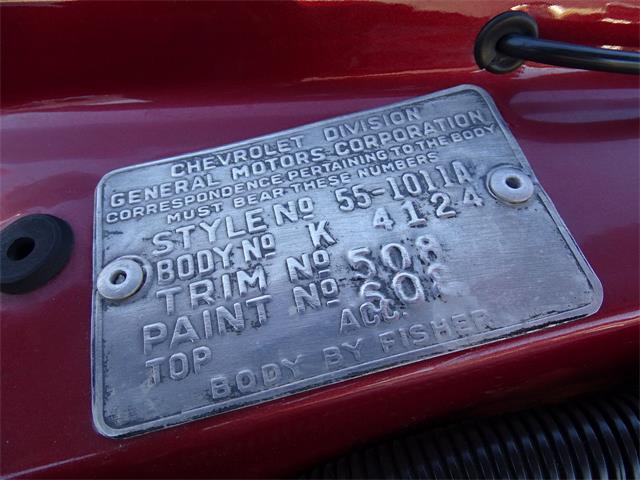 CHEVROLET DIVISION
GENERAL MOTORS CORPORATION
CORRESPONDENCE PERTAINING TO THE BODY
MUST BEAR THESE NUMBERS
STYLE No 55-1011A
BODY No K 4124
TRIM No 508
PAINT No
TOP ACC.
BODY BY FISHER